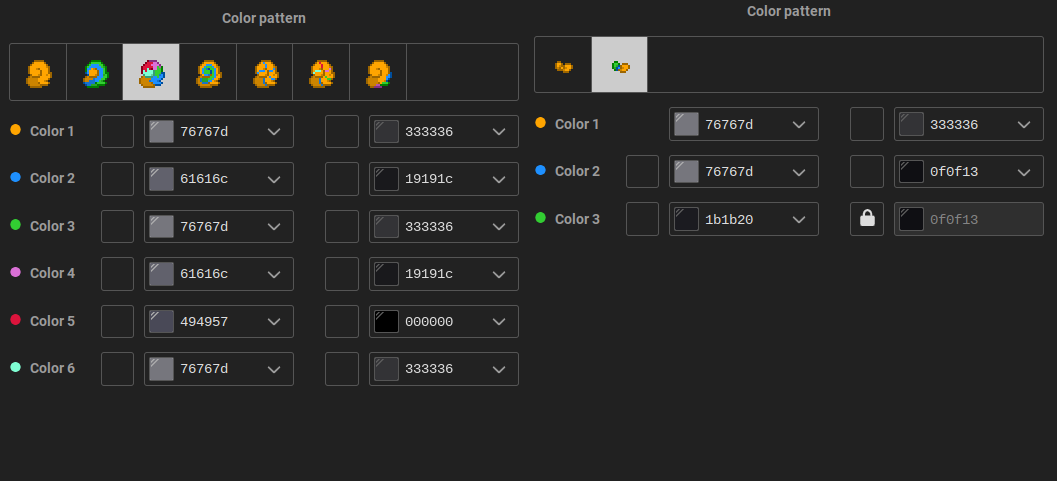 Color pattern
Color 1 76767d 333336
Color 2 61616c 19191c
Color 3 76767d 333336
Color 4 61616c 19191c
Color 5 494957 000000
Color 6 76767d 333336
Color pattern
Color 1 76767d 333336
Color 2 76767d 0f0f13
Color 3 1b1b20 0f0f13